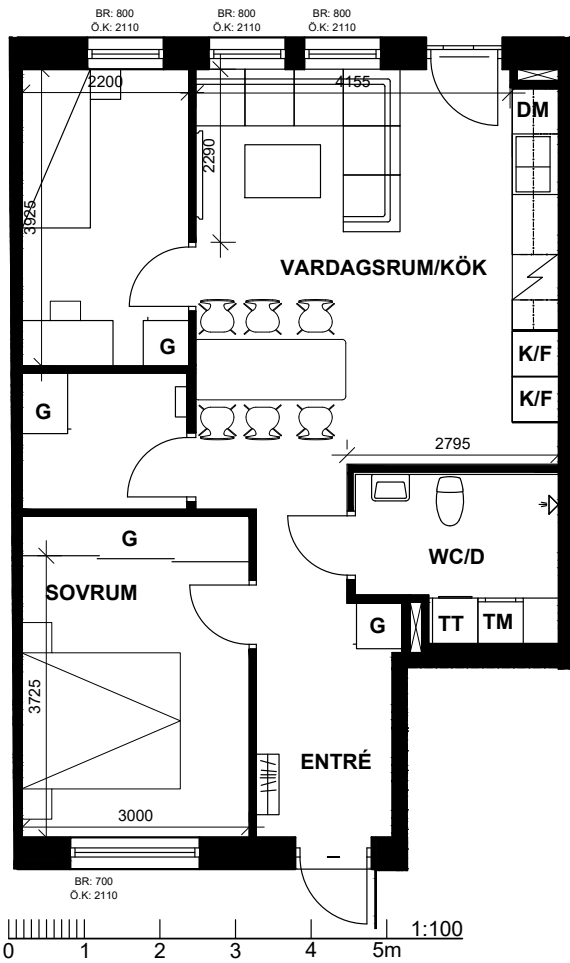 BR: 800
Ö.K: 2110
BR: 800
Ö.K: 2110
BR: 800
Ö.K: 2110
2200
4155
DM
2290
3925
VARDAGSRUM/KÖK
G
K/F
K/F
G
2795
G
WC/D
SOVRUM
G
TT
TM
3725
ENTRÉ
3000
BR: 700
Ö.K: 2110
1:100
0 1 2 3 4 5m